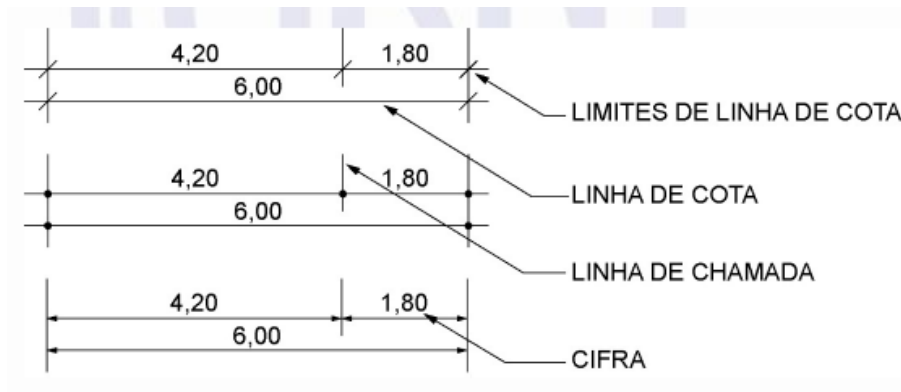 4,20 1,80
6,00
LIMITES DE LINHA DE COTA
4,20 1,80
LINHA DE COTA
6,00
LINHA DE CHAMADA
4,20 1,80
6,00
CIFRA